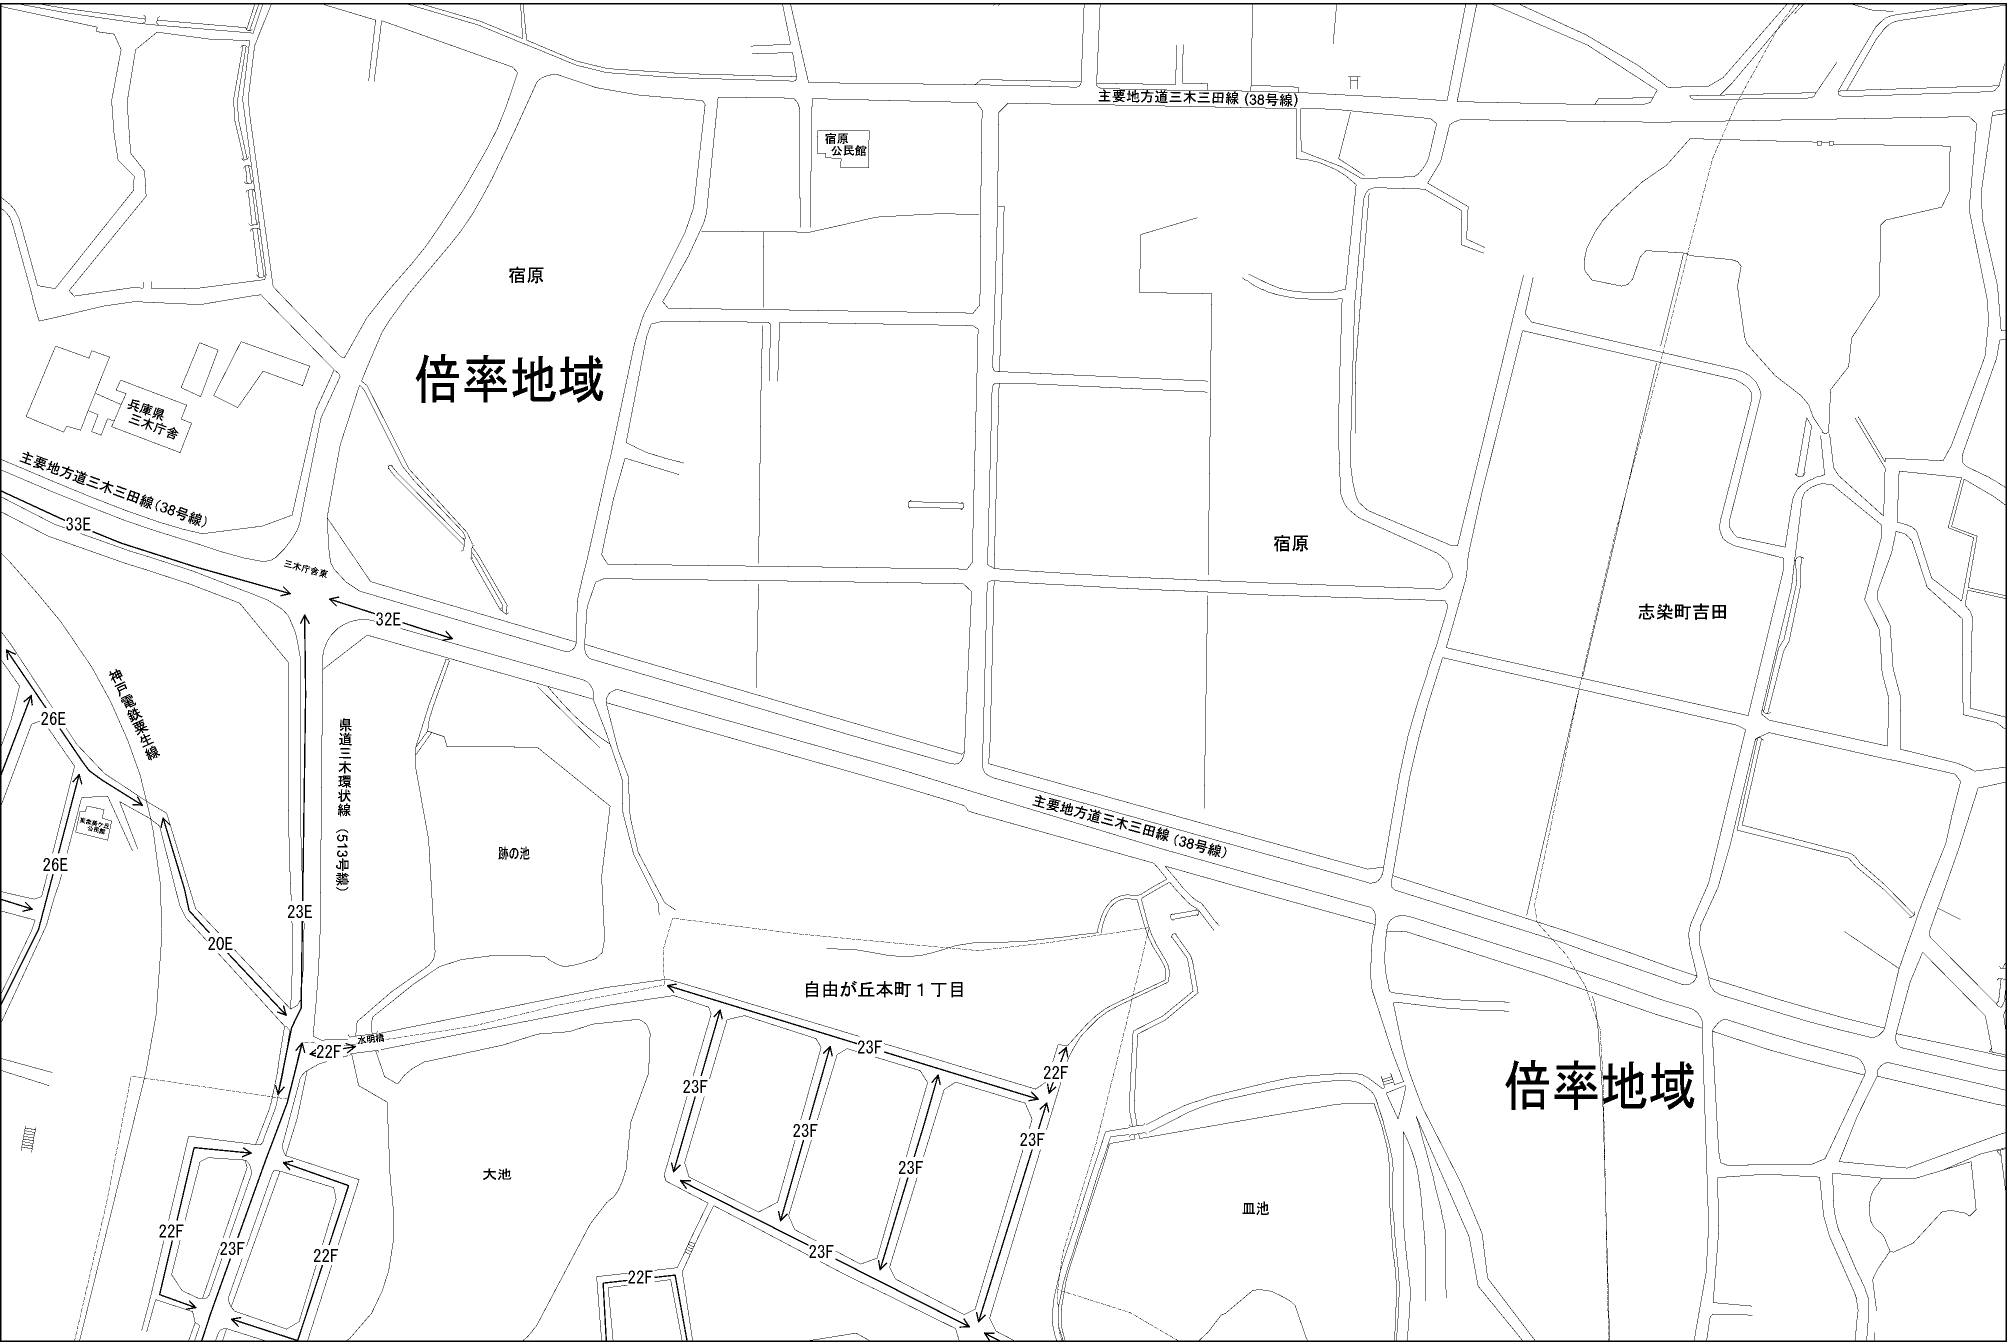 主要地方道三木三田線(38号線)
宿原
公民館
宿原
倍率地域
兵庫県
三木庁舎
主要地方道三木三田線(38号線)
33E
三木庁舎東
32E
宿原
志染町吉田
神戸電鉄粟生線
26E
県道三木環状線(513号線)
主要地方道三木三田線(38号線)
公民館
跡の池
26E
23E
20E
自由が丘本町1丁目
水明橋
22F
23F
22F
23F
倍率地域
23F
23F
23F
大池
皿池
22F
23F
22F
23F
22F